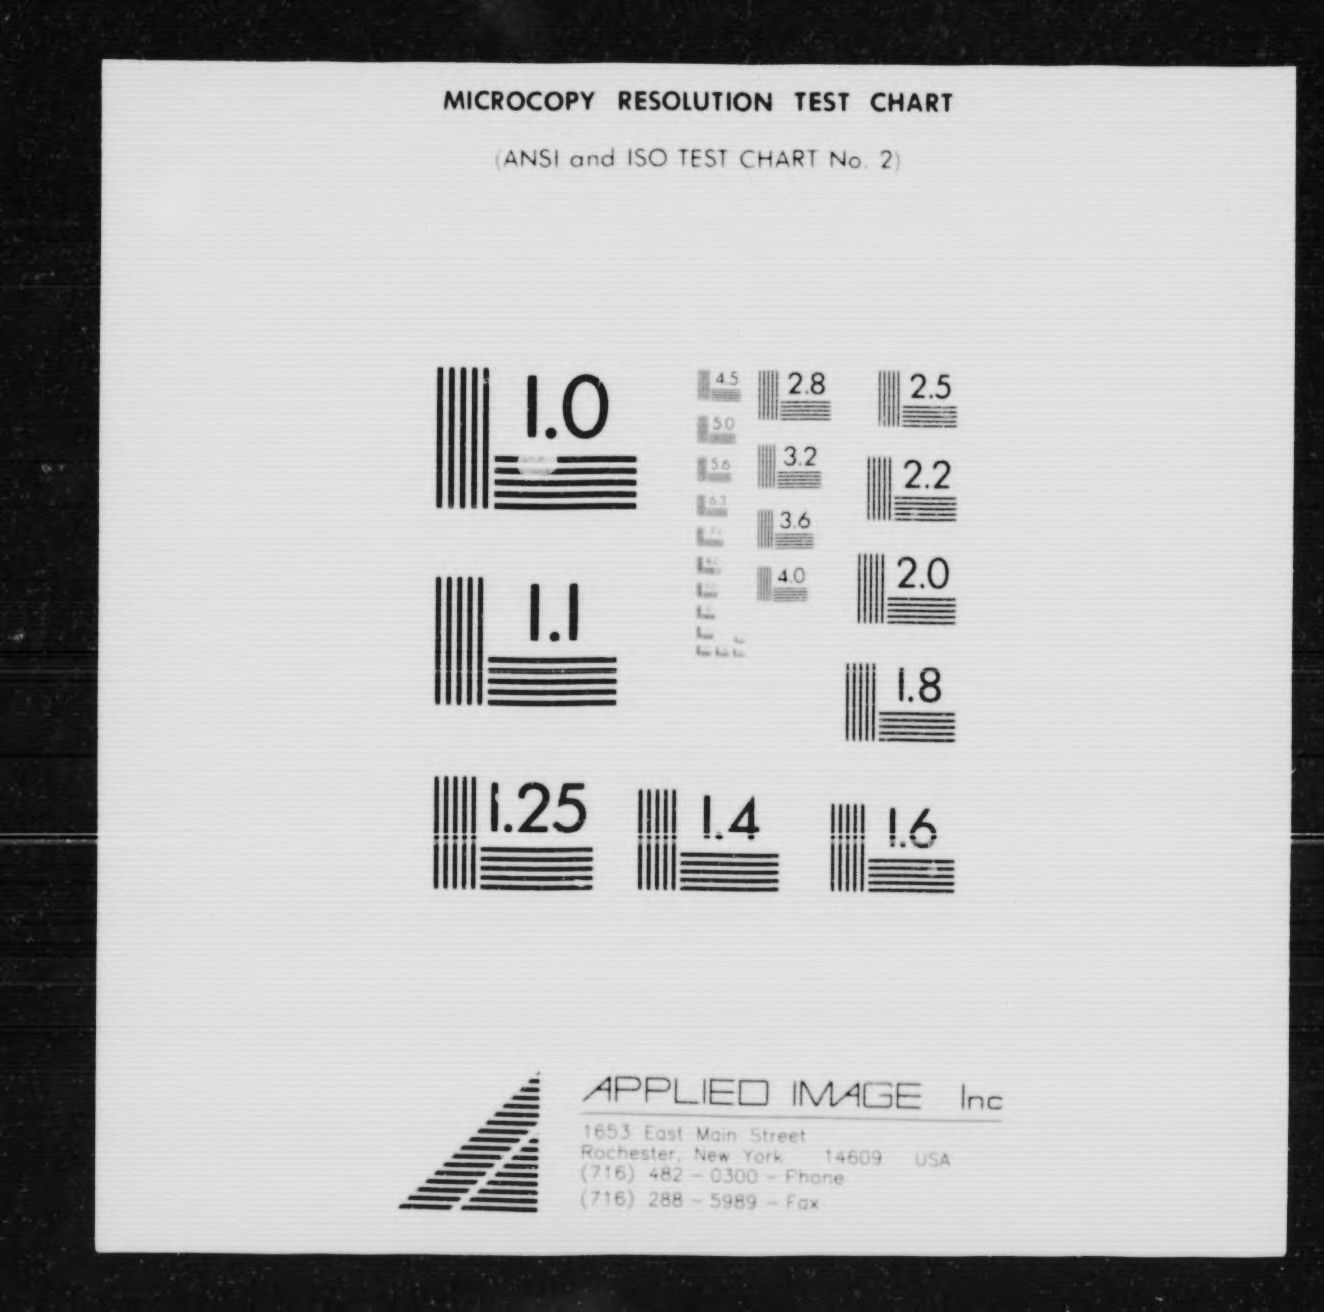 MICROCOPY RESOLUTION TEST CHART
(ANSI and ISO TEST CHART No. 2)
1.0
4.5
2.8
2.5
5.0
3.2
2.2
5.6
6.3
3.6
2.0
4.0
1.1
1.8
1.25
1.4
1.6
APPLIED IMAGE Inc
1653 East Main Street
Rochester, New York 14609 USA
(716) 482 - 0300 - Phone
(716) 288 - 5989 - Fax